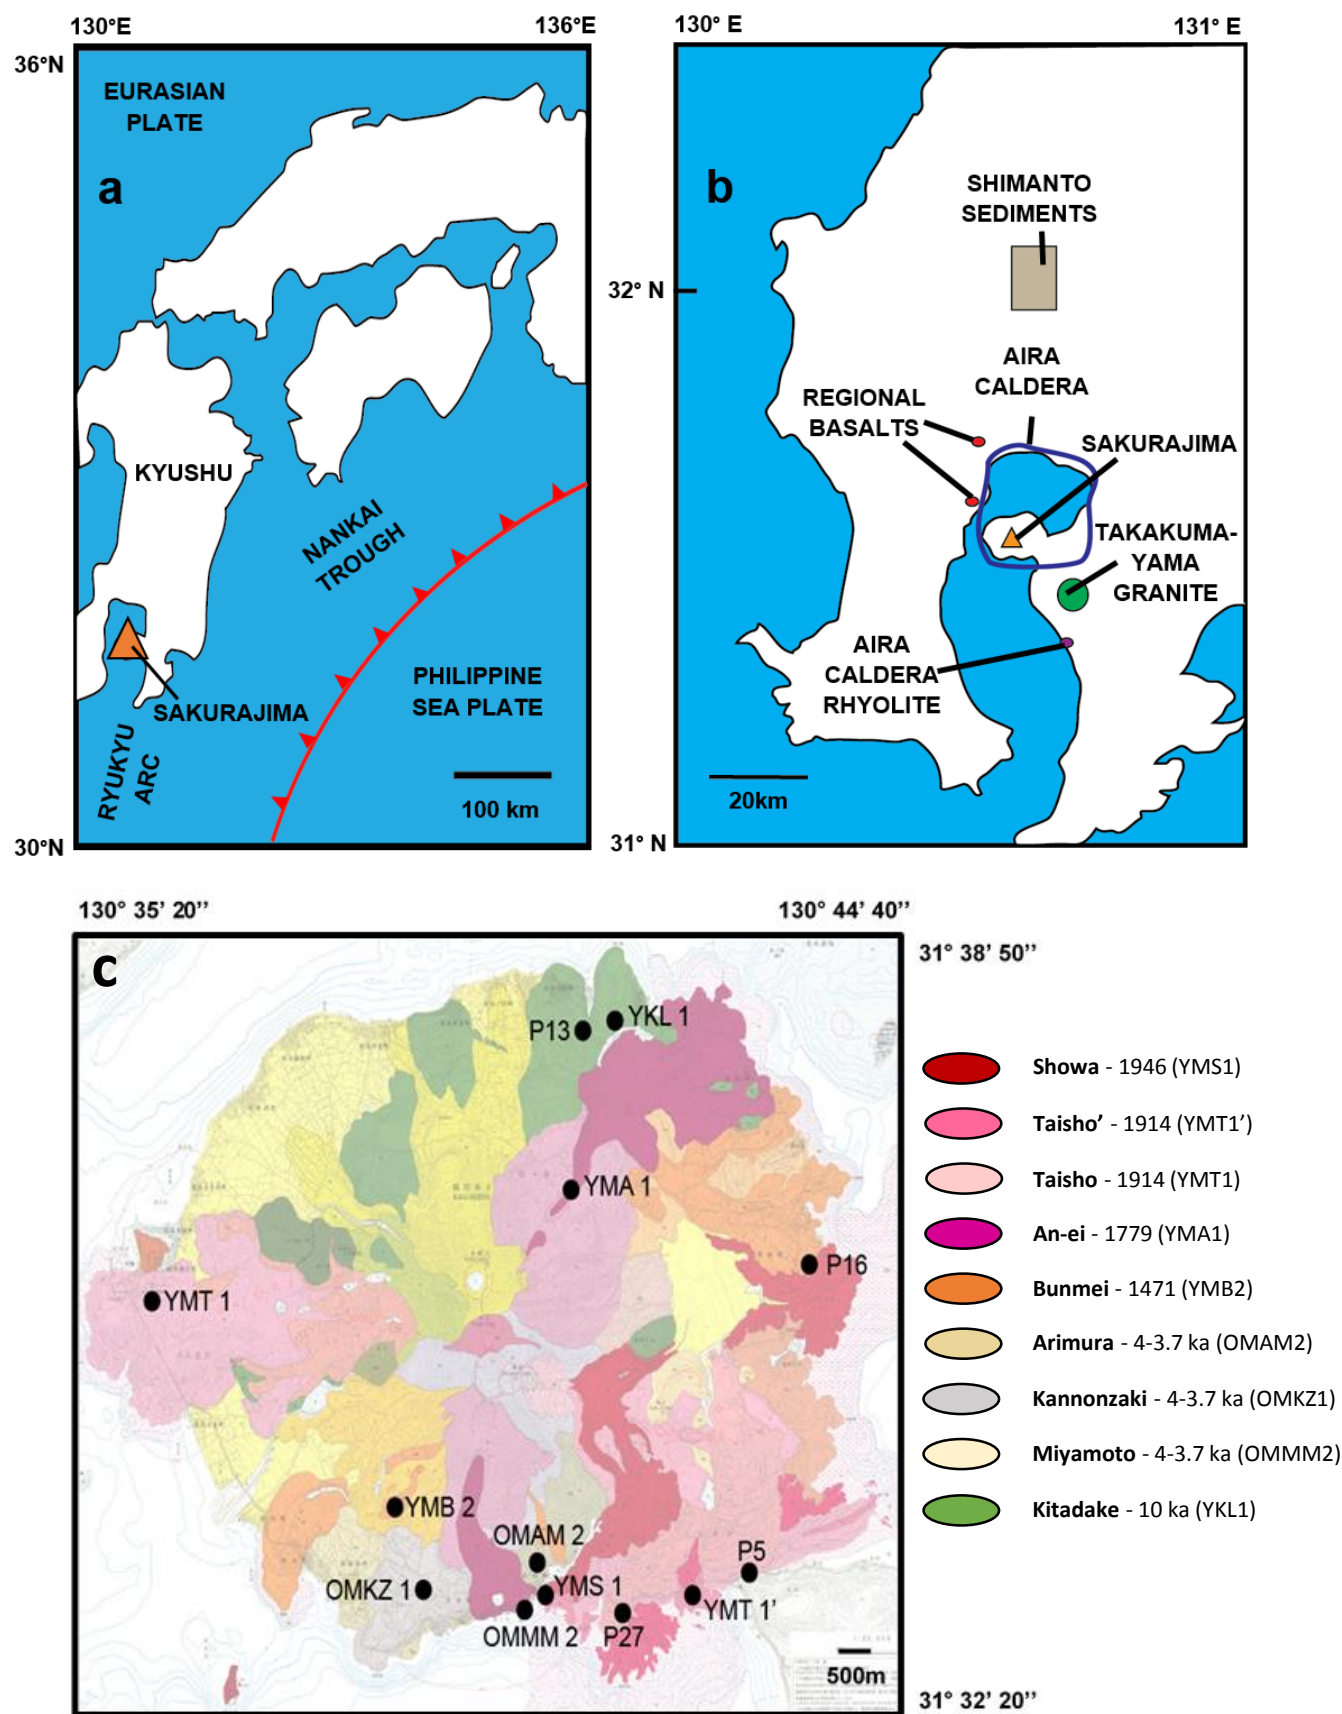 130°E
136°E
36°N
EURASIAN
PLATE
a
KYUSHU
NANKAI
TROUGH
PHILIPPINE
SEA PLATE
SAKURAJIMA
RYUKYU
ARC
100 km
30°N
130° E
131° E
b
SHIMANTO
SEDIMENTS
32° N
AIRA
CALDERA
REGIONAL
BASALTS
SAKURAJIMA
TAKAKUMA-
YAMA
GRANITE
AIRA
CALDERA
RHYOLITE
20km
31° N
130° 35' 20''
130° 44' 40''
31° 38' 50''
c
P13
YKL 1
YMA 1
P16
YMT 1
YMB 2
OMAM 2
P5
OMKZ 1
YMS 1
YMT 1'
OMMM 2
P27
500m
31° 32' 20''
Showa - 1946 (YMS1)
Taisho’ - 1914 (YMT1’)
Taisho - 1914 (YMT1)
An-ei - 1779 (YMA1)
Bunmei - 1471 (YMB2)
Arimura - 4-3.7 ka (OMAM2)
Kannonzaki - 4-3.7 ka (OMKZ1)
Miyamoto - 4-3.7 ka (OMMM2)
Kitadake - 10 ka (YKL1)